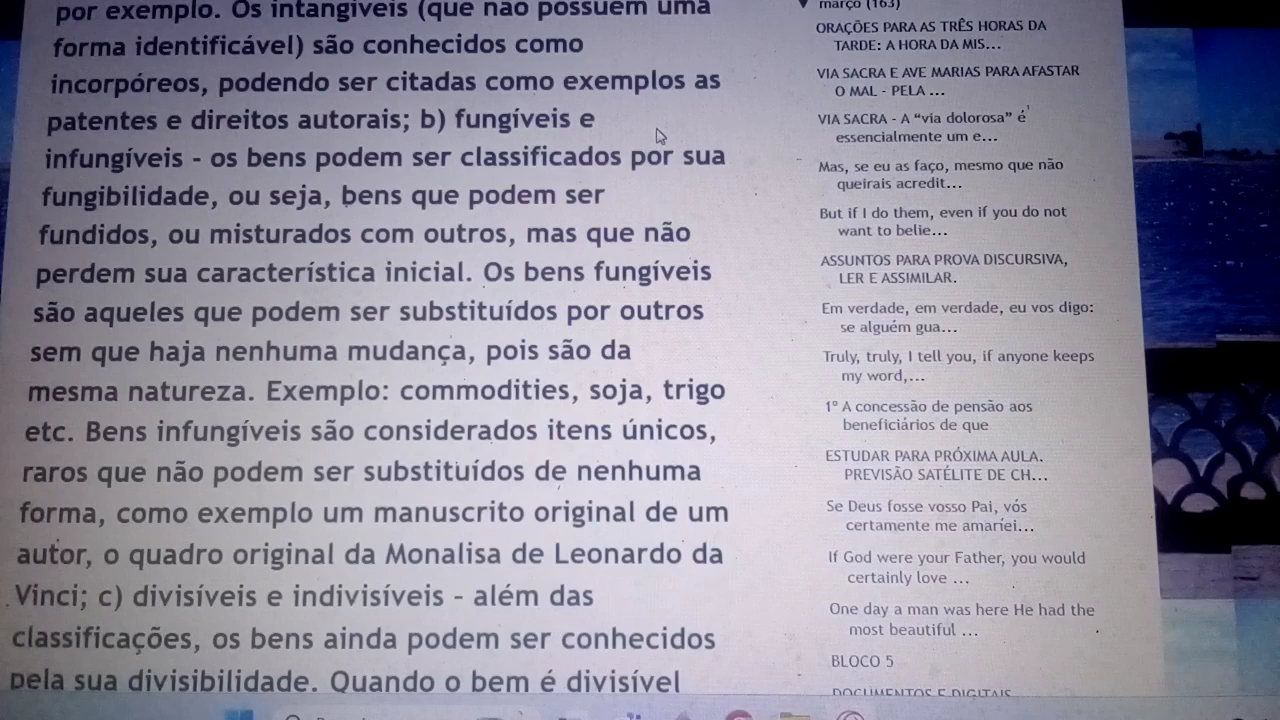 por exemplo. Os intangíveis (que não possuem uma
forma identificável) são conhecidos como
incorpóreos, podendo ser citadas como exemplos as
patentes e direitos autorais; b) fungíveis e
infungíveis - os bens podem ser classificados por sua
fungibilidade, ou seja, bens que podem ser
fundidos, ou misturados com outros, mas que não
perdem sua característica inicial. Os bens fungíveis
são aqueles que podem ser substituídos por outros
sem que haja nenhuma mudança, pois são da
mesma natureza. Exemplo: commodities, soja, trigo
etc. Bens infungíveis são considerados itens únicos,
raros que não podem ser substituídos de nenhuma
forma, como exemplo um manuscrito original de um
autor, o quadro original da Monalisa de Leonardo da
Vinci; c) divisíveis e indivisíveis - além das
classificações, os bens ainda podem ser conhecidos
pela sua divisibilidade. Quando o bem é divisível
▼ março (163)
ORAÇÕES PARA AS TRÊS HORAS DA
TARDE: A HORA DA MIS...
VIA SACRA E AVE MARIAS PARA AFASTAR
O MAL - PELA ...
VIA SACRA - A “via dolorosa” é
essencialmente um e...
Mas, se eu as faço, mesmo que não
queirais acredit...
But if I do them, even if you do not
want to belie...
ASSUNTOS PARA PROVA DISCURSIVA,
LER E ASSIMILAR.
Em verdade, em verdade, eu vos digo:
se alguém gua...
Truly, truly, I tell you, if anyone keeps
my word,...
1º A concessão de pensão aos
beneficiários de que
ESTUDAR PARA PRÓXIMA AULA.
PREVISÃO SATÉLITE DE CH...
Se Deus fosse vosso Pai, vós
certamente me amaríei...
If God were your Father, you would
certainly love ...
One day a man was here He had the
most beautiful ...
BLOCO 5
DOCUMENTOS E DIGITAIS